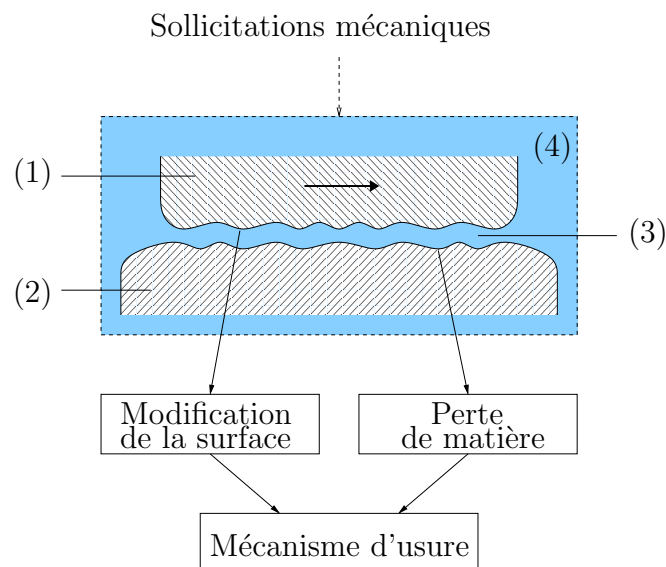 Sollicitations mécaniques
(4)
(1)
(3)
(2)
Modification
de la surface
Perte
de matière
Mécanisme d'usure